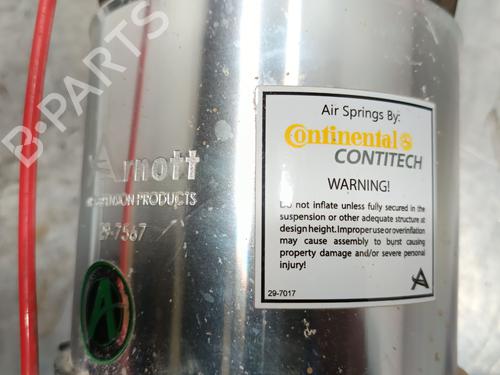 B-PARTS
Arnott
AIR SUSPENSION PRODUCTS
29-7567
Air Springs By:
Continental
CONTITECH
WARNING!
Do not inflate unless fully secured in the
suspension or other adequate structure at
design height. Improper use or overinflation
may cause assembly to burst causing
property damage and/or severe personal
injury!
29-7017